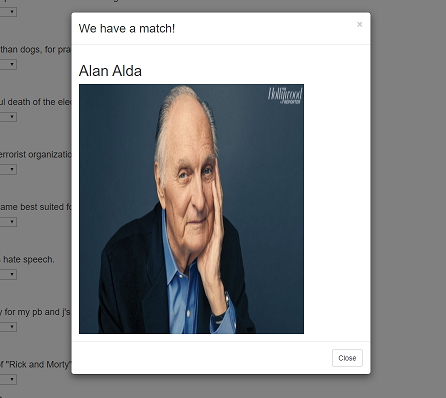 We have a match!
×
than dogs, for pra
Alan Alda
Hollywood
REPORTER
ul death of the ele
errorist organizatio
ame best suited fo
hate speech.
y for my pb and j's
of "Rick and Morty"
Close